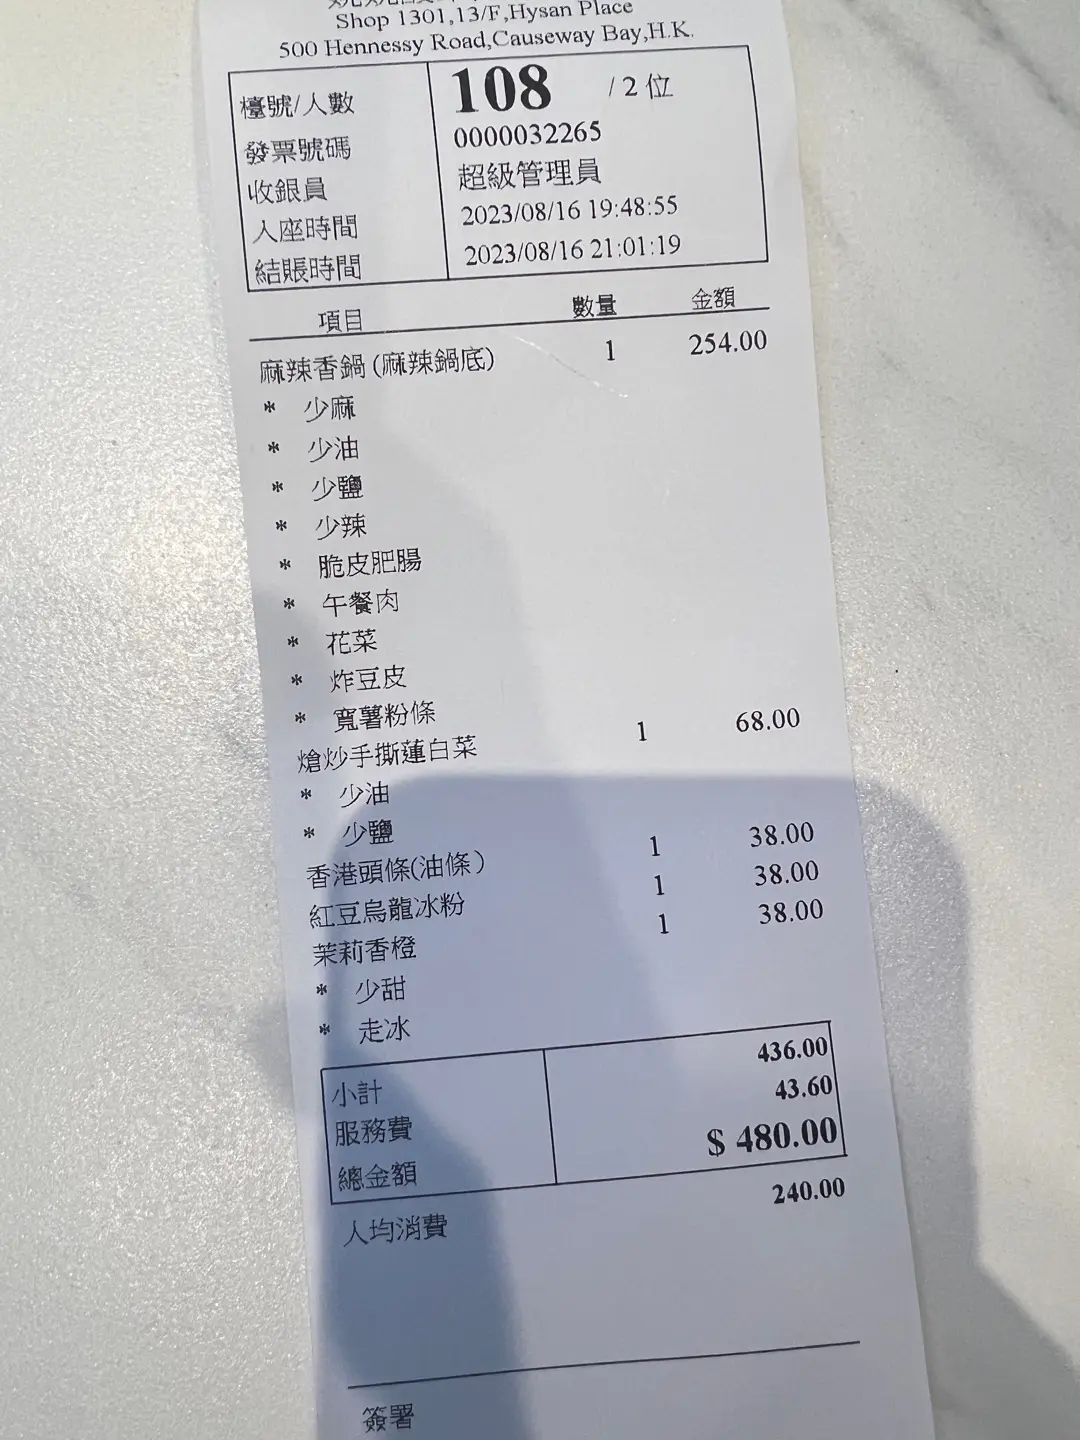 Shop 1301,13/F,Hysan Place
500 Hennessy Road,Causeway Bay,H.K.
檯號/人數 108 /2 位
發票號碼 0000032265
收銀員 超級管理員
入座時間 2023/08/16 19:48:55
結賬時間 2023/08/16 21:01:19
項目 數量 金額
麻辣香鍋 (麻辣鍋底) 1 254.00
* 少麻
* 少油
* 少鹽
* 少辣
* 脆皮肥腸
* 午餐肉
* 花菜
* 炸豆皮
* 寬薯粉條
熗炒手撕蓮白菜 1 68.00
* 少油
* 少鹽
香港頭條(油條) 1 38.00
紅豆烏龍冰粉 1 38.00
茉莉香橙 1 38.00
* 少甜
* 走冰
小計 436.00
服務費 43.60
總金額 $ 480.00
人均消費 240.00
簽署